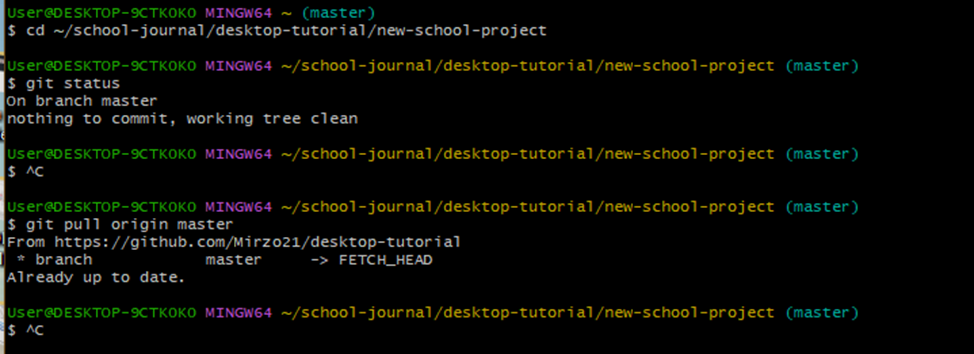 User@DESKTOP-9CTKOKO MINGW64 ~ (master)
$ cd ~/school-journal/desktop-tutorial/new-school-project
User@DESKTOP-9CTKOKO MINGW64 ~/school-journal/desktop-tutorial/new-school-project (master)
$ git status
On branch master
nothing to commit, working tree clean
User@DESKTOP-9CTKOKO MINGW64 ~/school-journal/desktop-tutorial/new-school-project (master)
$ ^C
User@DESKTOP-9CTKOKO MINGW64 ~/school-journal/desktop-tutorial/new-school-project (master)
$ git pull origin master
From https://github.com/Mirzo21/desktop-tutorial
 * branch            master     -> FETCH_HEAD
Already up to date.
User@DESKTOP-9CTKOKO MINGW64 ~/school-journal/desktop-tutorial/new-school-project (master)
$ ^C